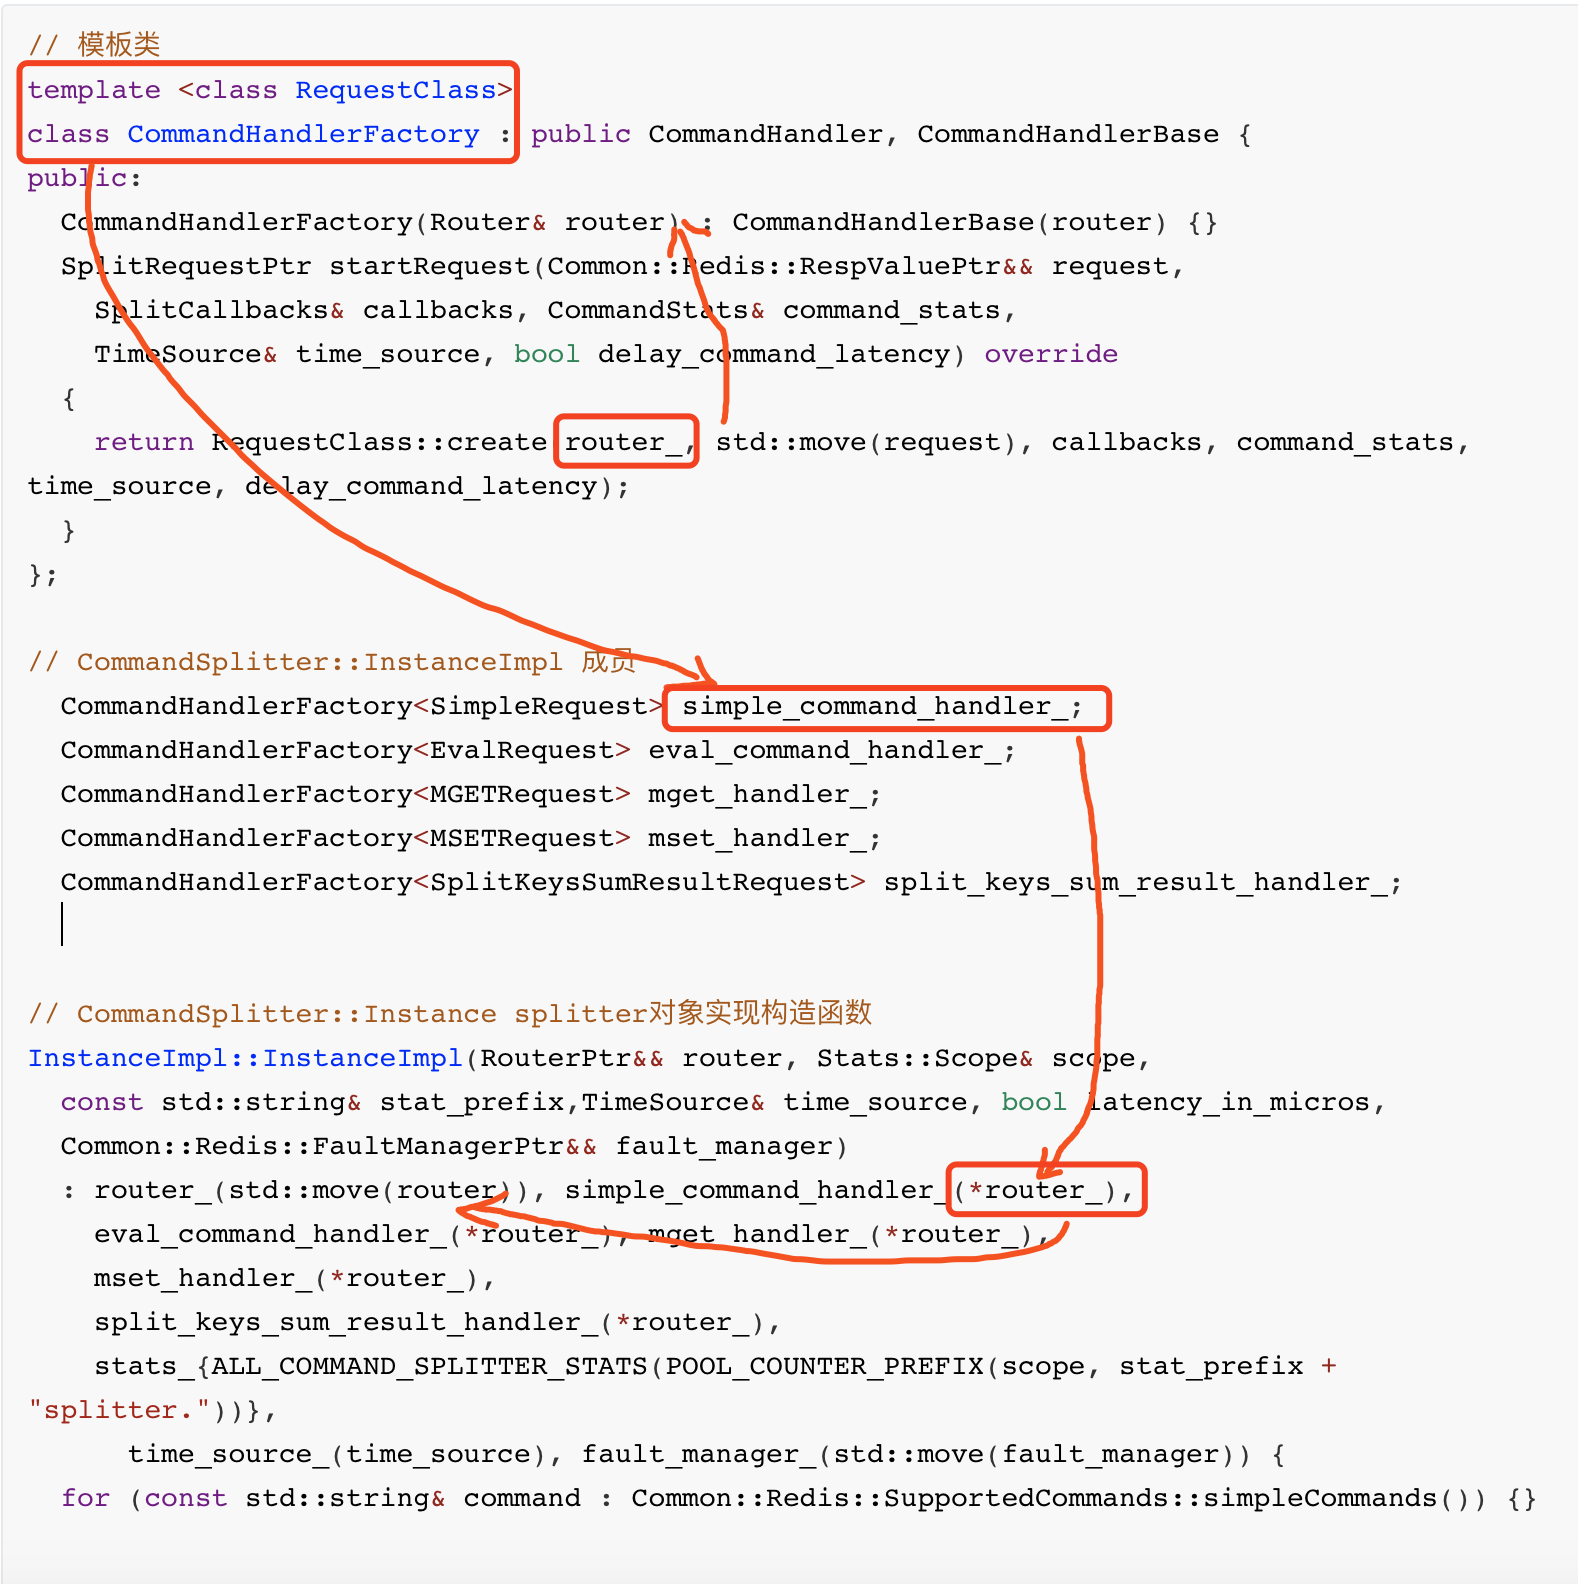 // 模板类
template <class RequestClass>
class CommandHandlerFactory : public CommandHandler, CommandHandlerBase {
public:
  CommandHandlerFactory(Router& router) : CommandHandlerBase(router) {}
  SplitRequestPtr startRequest(Common::Redis::RespValuePtr&& request,
    SplitCallbacks& callbacks, CommandStats& command_stats,
    TimeSource& time_source, bool delay_command_latency) override
  {
    return RequestClass::create router_, std::move(request), callbacks, command_stats,
time_source, delay_command_latency);
  }
};
// CommandSplitter::InstanceImpl 成员
  CommandHandlerFactory<SimpleRequest> simple_command_handler_;
  CommandHandlerFactory<EvalRequest> eval_command_handler_;
  CommandHandlerFactory<MGETRequest> mget_handler_;
  CommandHandlerFactory<MSETRequest> mset_handler_;
  CommandHandlerFactory<SplitKeysSumResultRequest> split_keys_sum_result_handler_;
// CommandSplitter::Instance splitter对象实现构造函数
InstanceImpl::InstanceImpl(RouterPtr&& router, Stats::Scope& scope,
  const std::string& stat_prefix,TimeSource& time_source, bool latency_in_micros,
  Common::Redis::FaultManagerPtr&& fault_manager)
  : router_(std::move(router)), simple_command_handler_(*router_),
    eval_command_handler_(*router_), mget_handler_(*router_),
    mset_handler_(*router_),
    split_keys_sum_result_handler_(*router_),
    stats_{ALL_COMMAND_SPLITTER_STATS(POOL_COUNTER_PREFIX(scope, stat_prefix +
"splitter."))},
      time_source_(time_source), fault_manager_(std::move(fault_manager)) {
  for (const std::string& command : Common::Redis::SupportedCommands::simpleCommands()) {}